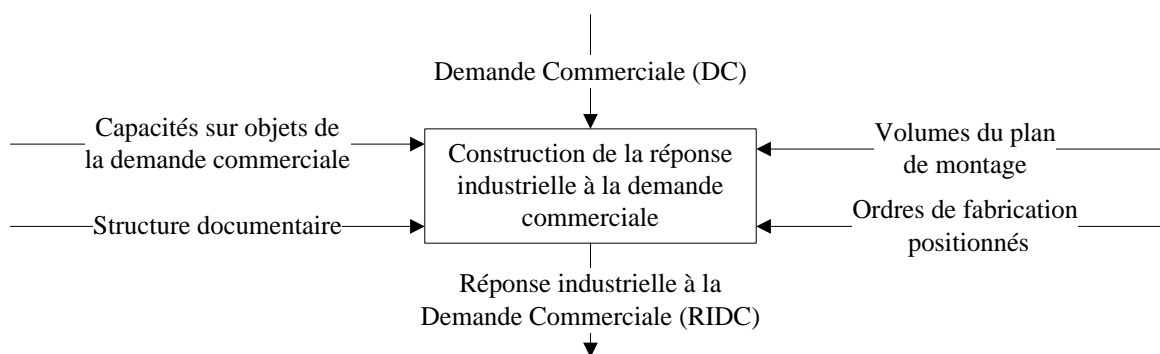 Demande Commerciale (DC)
Capacités sur objets de
la demande commerciale
Structure documentaire
Construction de la réponse
industrielle à la demande
commerciale
Volumes du plan
de montage
Ordres de fabrication
positionnés
Réponse industrielle à la
Demande Commerciale (RIDC)